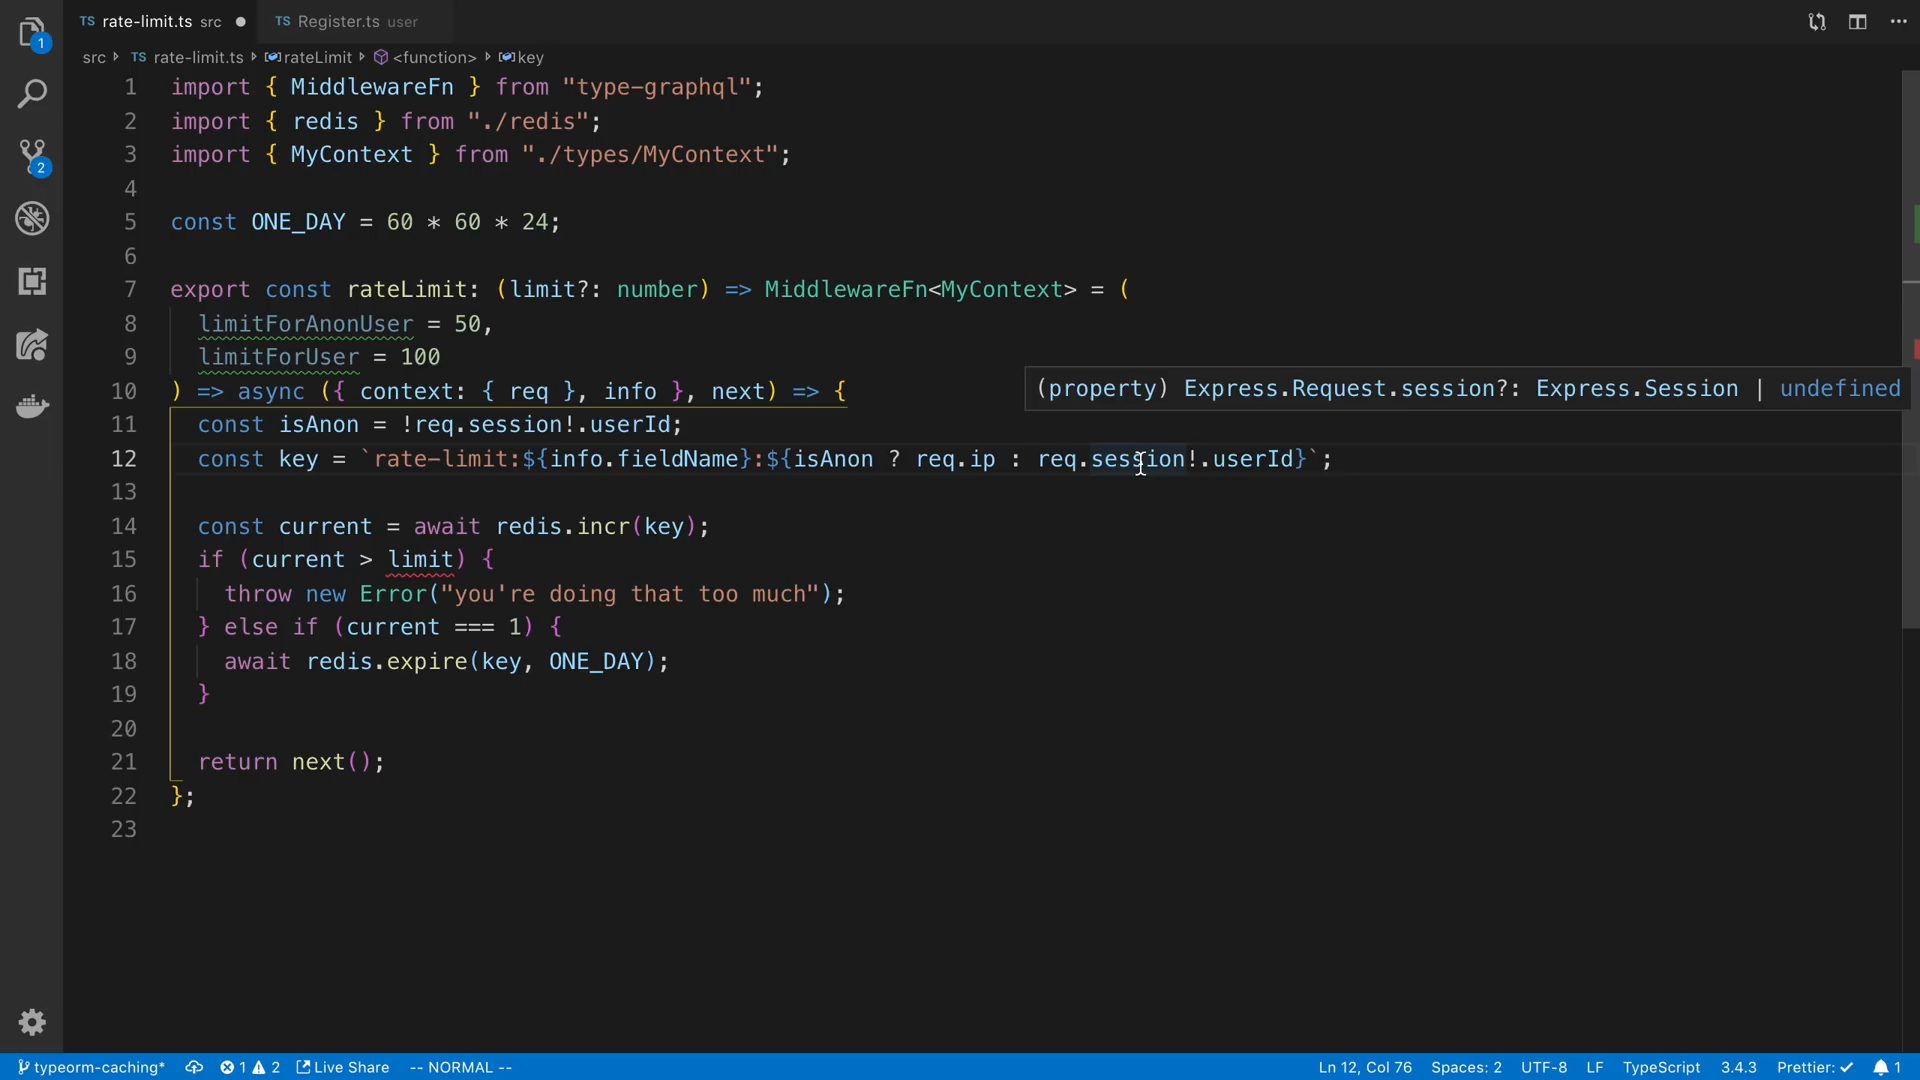 TS rate-limit.ts src ● TS Register.ts user
src TS rate-limit.ts rateLimit <function> key
1 import { MiddlewareFn } from "type-graphql";
2 import { redis } from "./redis";
3 import { MyContext } from "./types/MyContext";
4
5 const ONE_DAY = 60 * 60 * 24;
6
7 export const rateLimit: (limit?: number) => MiddlewareFn<MyContext> = (
8 limitForAnonUser = 50,
9 limitForUser = 100
(property) Express.Request.session?: Express.Session | undefined
10 ) => async ({ context: { req }, info }, next) => {
11 const isAnon = !req.session!.userId;
12 const key = `rate-limit:${info.fieldName}:${isAnon ? req.ip : req.session!.userId}`;
13
14 const current = await redis.incr(key);
15 if (current > limit) {
16 throw new Error("you're doing that too much");
17 } else if (current === 1) {
18 await redis.expire(key, ONE_DAY);
19 }
20
21 return next();
22 };
23
1
2
typeorm-caching* 1 2 Live Share -- NORMAL -- Ln 12, Col 76 Spaces: 2 UTF-8 LF TypeScript 3.4.3 Prettier: ✓ 1